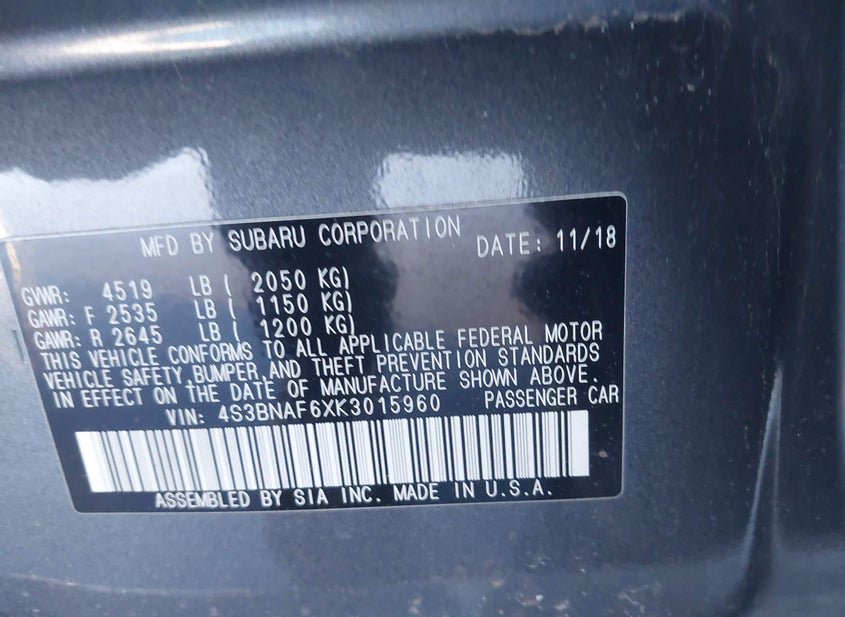 MFD BY SUBARU CORPORATION DATE: 11/18
GVWR: 4519 LB ( 2050 KG)
GAWR: F 2535 LB ( 1150 KG)
GAWR: R 2645 LB ( 1200 KG)
THIS VEHICLE CONFORMS TO ALL APPLICABLE FEDERAL MOTOR
VEHICLE SAFETY,BUMPER,AND THEFT PREVENTION STANDARDS
IN EFFECT ON THE DATE OF MANUFACTURE SHOWN ABOVE.
VIN: 4S3BNAF6XK3015960 PASSENGER CAR
ASSEMBLED BY SIA INC. MADE IN U.S.A.